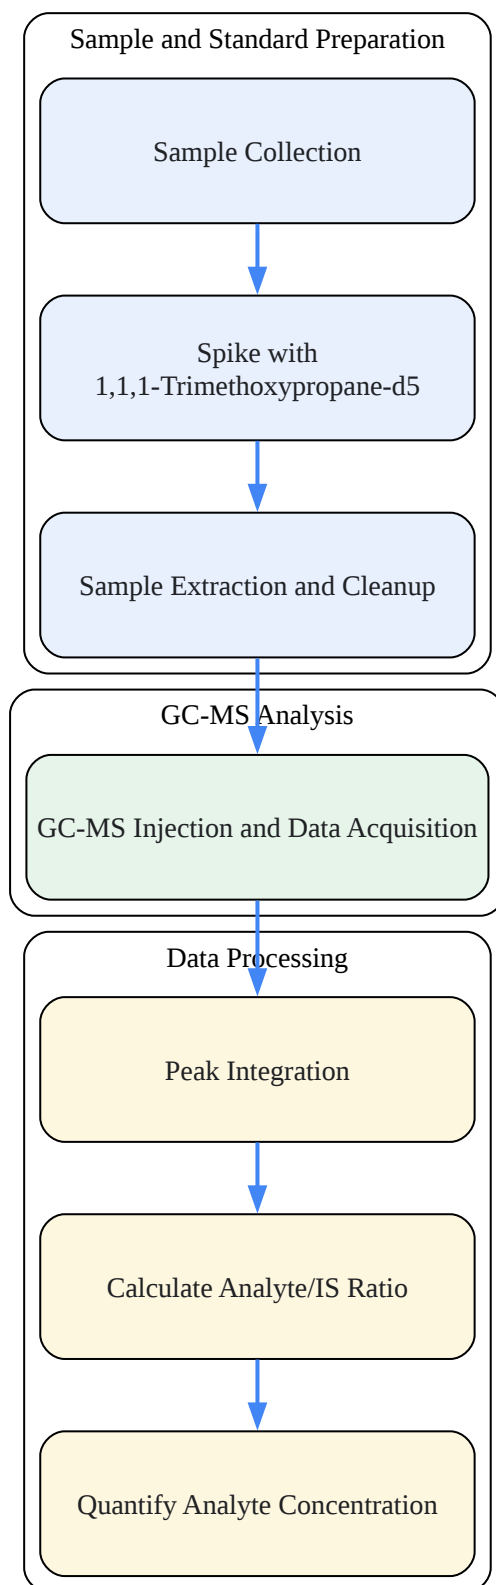 Sample and Standard Preparation
Sample Collection
Spike with
1,1,1-Trimethoxypropane-d5
Sample Extraction and Cleanup
GC-MS Analysis
GC-MS Injection and Data Acquisition
Data Processing
Peak Integration
Calculate Analyte/IS Ratio
Quantify Analyte Concentration